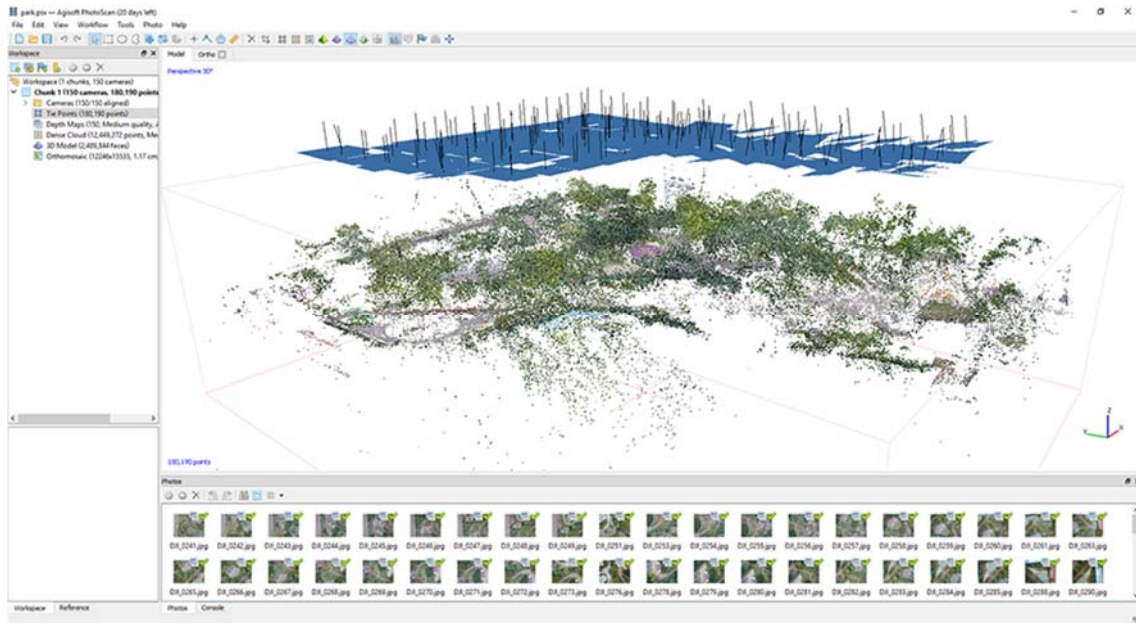 park.psx — Agisoft PhotoScan (20 days left)
File Edit View Workflow Tools Photo Help
Workspace
Model Ortho
Perspective 30°
Workspace (1 chunks, 150 cameras)
Chunk 1 (150 cameras, 180,190 points
Cameras (150/150 aligned)
Tie Points (180,190 points)
Depth Maps (150, Medium quality,
Dense Cloud (12,449,272 points, Me
3D Model (2,489,844 faces)
Orthomosaic (12246x15535, 1.17 cm,
Z
Y X
180,190 points
Photos
DJI_0241.jpg DJI_0242.jpg DJI_0243.jpg DJI_0244.jpg DJI_0245.jpg DJI_0246.jpg DJI_0247.jpg DJI_0248.jpg DJI_0249.jpg DJI_0251.jpg DJI_0253.jpg DJI_0254.jpg DJI_0255.jpg DJI_0256.jpg DJI_0257.jpg DJI_0258.jpg DJI_0259.jpg DJI_0260.jpg DJI_0261.jpg DJI_0263.jpg
DJI_0265.jpg DJI_0266.jpg DJI_0267.jpg DJI_0268.jpg DJI_0269.jpg DJI_0270.jpg DJI_0271.jpg DJI_0272.jpg DJI_0273.jpg DJI_0276.jpg DJI_0278.jpg DJI_0279.jpg DJI_0280.jpg DJI_0281.jpg DJI_0282.jpg DJI_0283.jpg DJI_0284.jpg DJI_0285.jpg DJI_0288.jpg DJI_0290.jpg
Workspace Reference
Photos Console